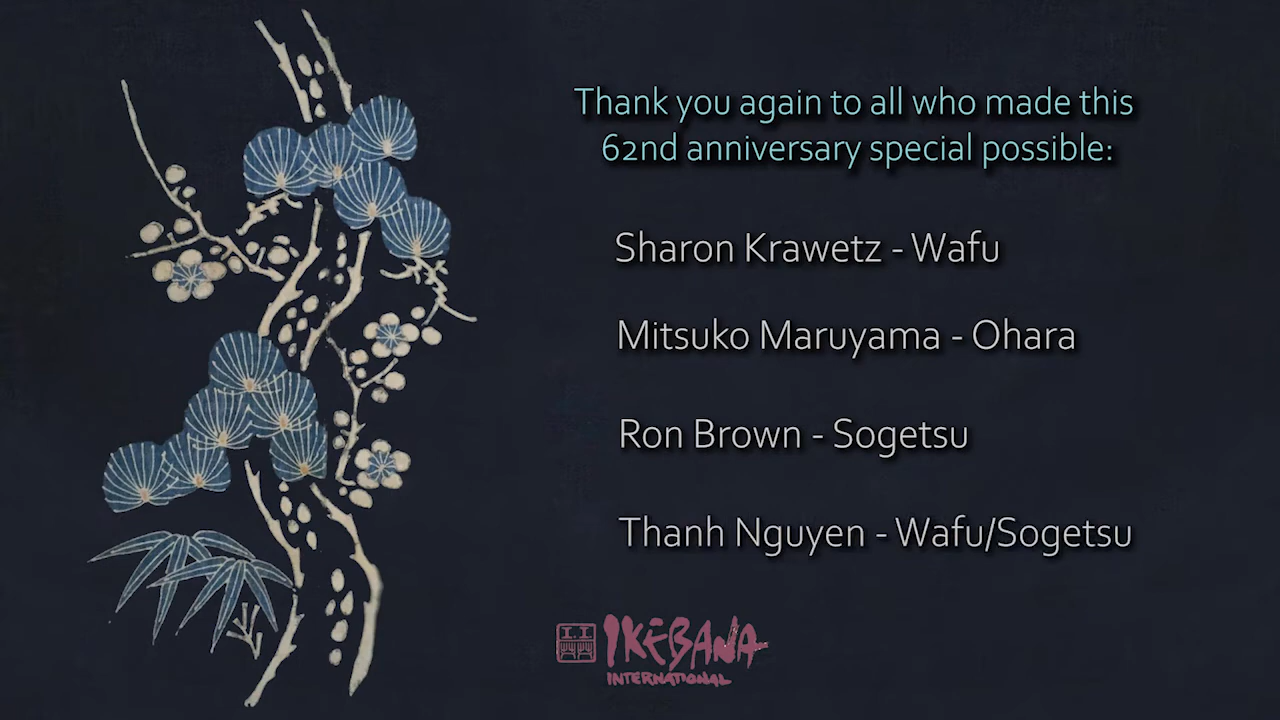 Thank you again to all who made this
62nd anniversary special possible:
Sharon Krawetz - Wafu
Mitsuko Maruyama - Ohara
Ron Brown - Sogetsu
Thanh Nguyen - Wafu/Sogetsu
I.I.
IKEBANA
INTERNATIONAL